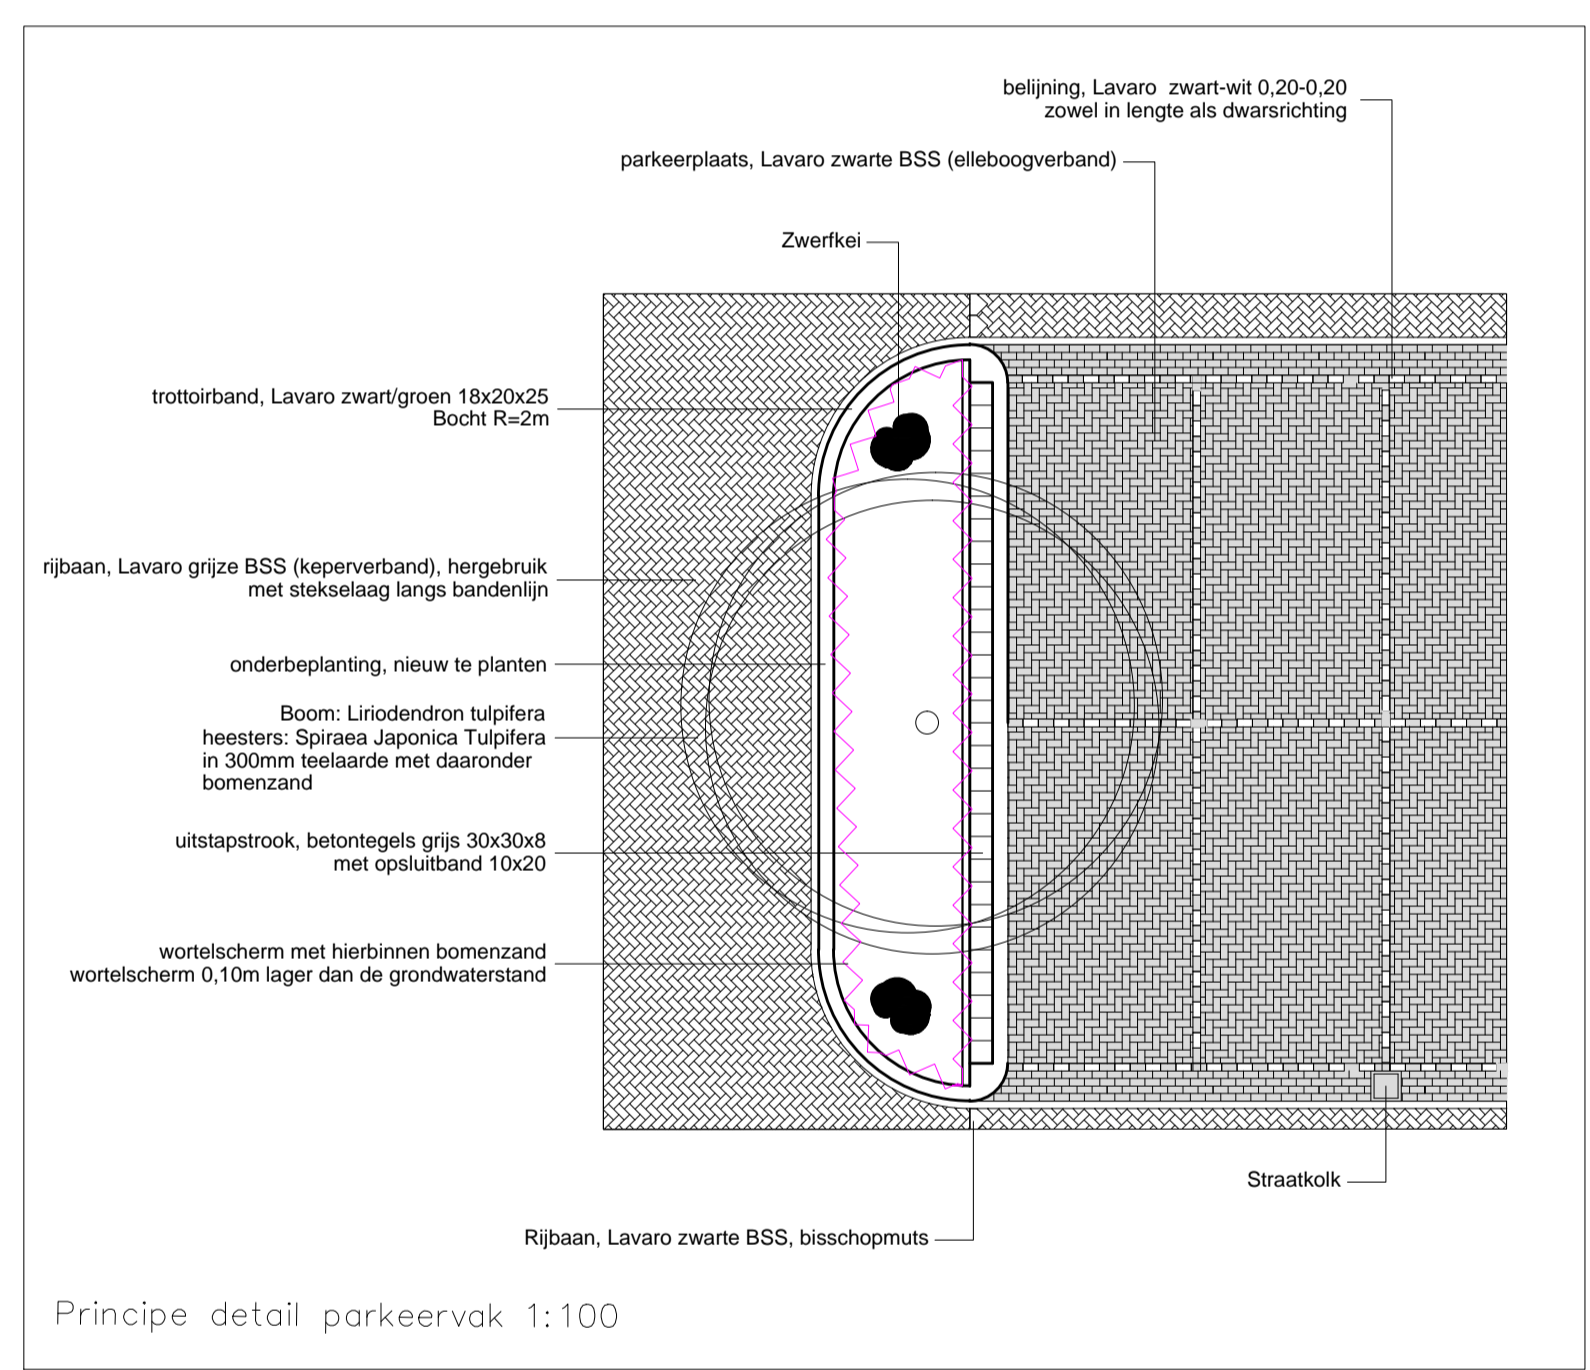 belijning, Lavaro zwart-wit 0,20-0,20
zowel in lengte als dwarsrichting
parkeerplaats, Lavaro zwarte BSS (elleboogverband)
Zwerfkei
trottoirband, Lavaro zwart/groen 18x20x25
Bocht R=2m
rijbaan, Lavaro grijze BSS (keperverband), hergebruik
met stekselaag langs bandenlijn
onderbeplanting, nieuw te planten
Boom: Liriodendron tulpifera
heesters: Spiraea Japonica Tulpifera
in 300mm teelaarde met daaronder
bomenzand
uitstapstrook, betontegels grijs 30x30x8
met opsluitband 10x20
wortelscherm met hierbinnen bomenzand
wortelscherm 0,10m lager dan de grondwaterstand
Straatkolk
Rijbaan, Lavaro zwarte BSS, bisschopmuts
Principe detail parkeervak 1:100